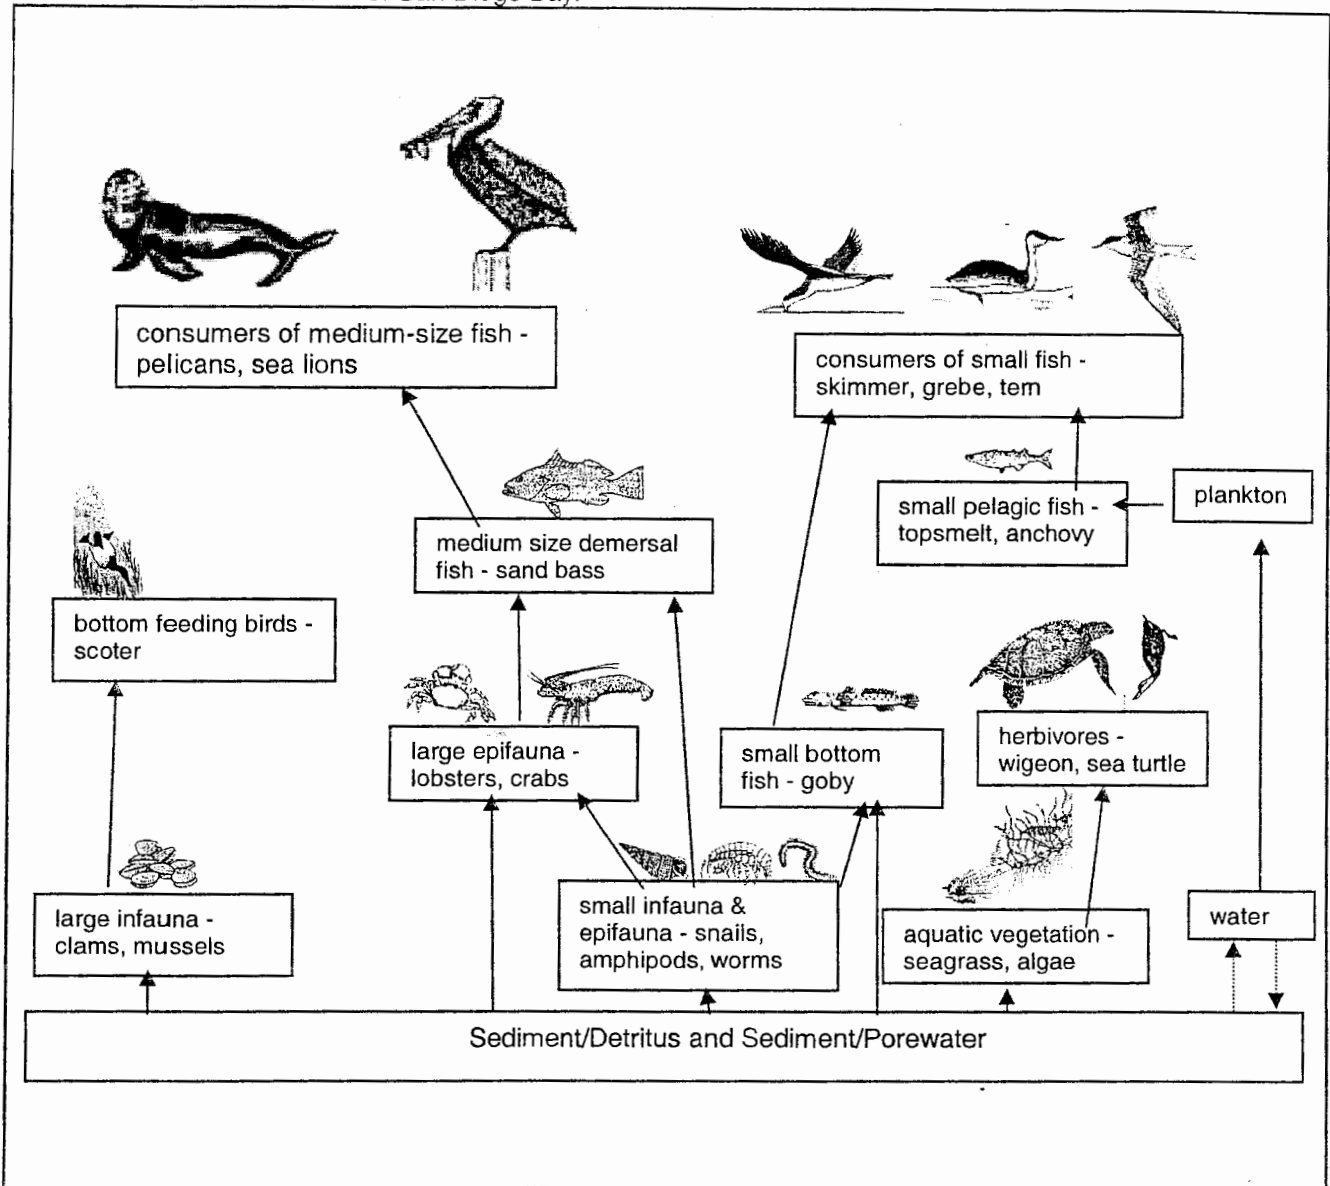 San Diego Bay.
consumers of medium-size fish -
pelicans, sea lions
consumers of small fish -
skimmer, grebe, tern
small pelagic fish -
topsmelt, anchovy
plankton
medium size demersal
fish - sand bass
bottom feeding birds -
scoter
large epifauna -
lobsters, crabs
small bottom
fish - goby
herbivores -
wigeon, sea turtle
large infauna -
clams, mussels
small infauna &
epifauna - snails,
amphipods, worms
aquatic vegetation -
seagrass, algae
water
Sediment/Detritus and Sediment/Porewater